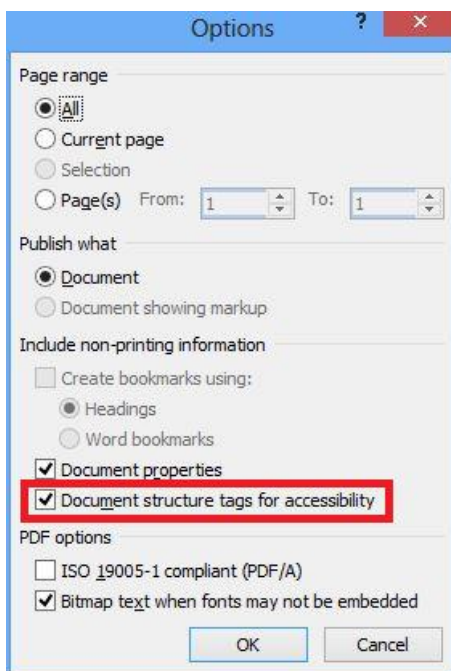 Options
? ×
Page range
All
Current page
Selection
Page(s) From: 1 To: 1
Publish what
Document
Document showing markup
Include non-printing information
Create bookmarks using:
Headings
Word bookmarks
Document properties
Document structure tags for accessibility
PDF options
ISO 19005-1 compliant (PDF/A)
Bitmap text when fonts may not be embedded
OK Cancel